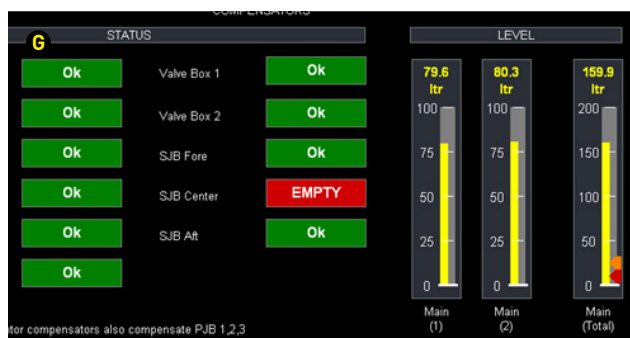 COMPENSATORS
G
STATUS
LEVEL
Ok
Valve Box 1
Ok
Ok
Valve Box 2
Ok
Ok
SJB Fore
Ok
Ok
SJB Center
EMPTY
Ok
SJB Aft
Ok
Ok
79.6
ltr
100
75
50
25
0
Main
(1)
80.3
ltr
100
75
50
25
0
Main
(2)
159.9
ltr
200
150
100
50
0
Main
(Total)
compensators also compensate PJB 1,2,3